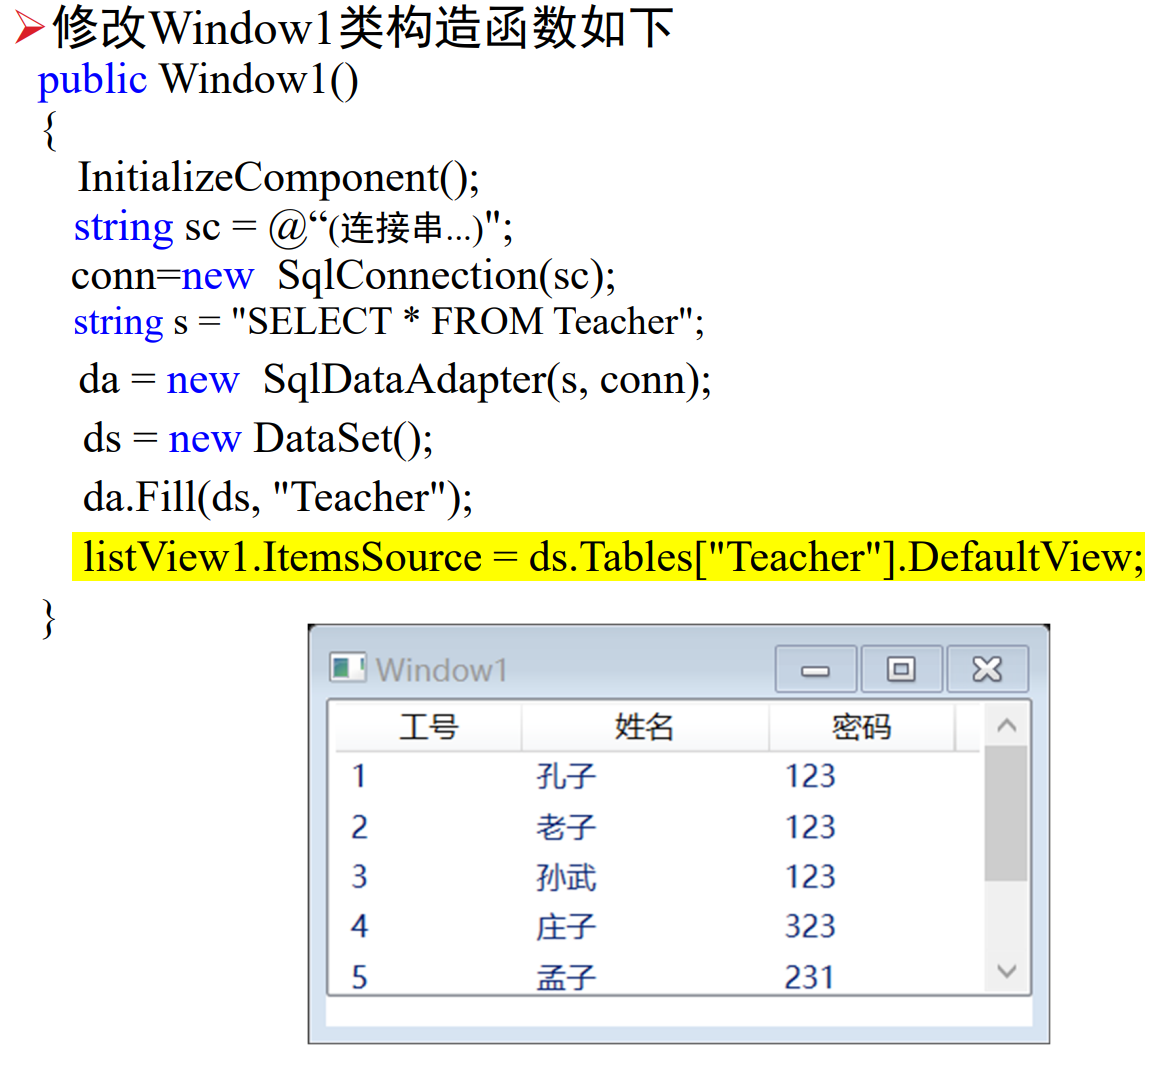 修改Window1类构造函数如下
public Window1()
{
InitializeComponent();
string sc = @“(连接串...)";
conn=new SqlConnection(sc);
string s = "SELECT * FROM Teacher";
da = new SqlDataAdapter(s, conn);
ds = new DataSet();
da.Fill(ds, "Teacher");
listView1.ItemsSource = ds.Tables["Teacher"].DefaultView;
}
Window1
工号 姓名 密码
1 孔子 123
2 老子 123
3 孙武 123
4 庄子 323
5 孟子 231